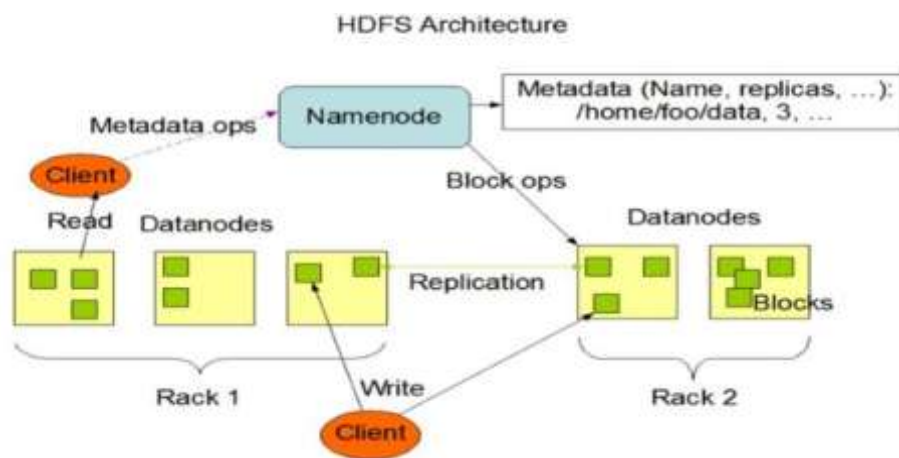 HDFS Architecture
Namenode
Metadata (Name, replicas, ...):
/home/foo/data, 3, ...
Metadata ops
Client
Block ops
Read
Datanodes
Datanodes
Replication
Blocks
Rack 1
Write
Rack 2
Client